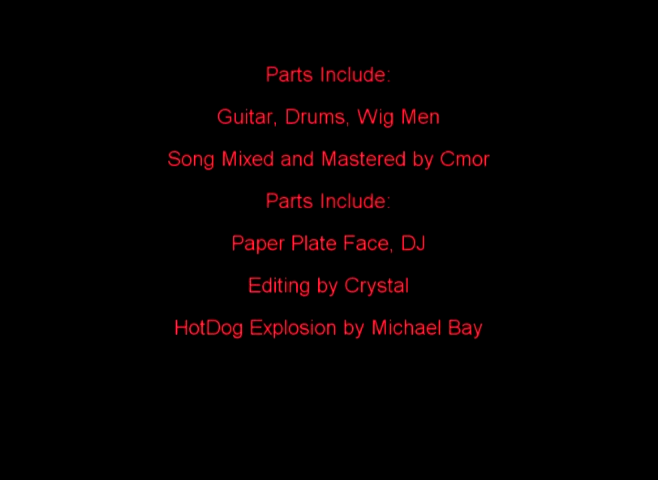 Parts Include:
Guitar, Drums, Wig Men
Song Mixed and Mastered by Cmor
Parts Include:
Paper Plate Face, DJ
Editing by Crystal
HotDog Explosion by Michael Bay